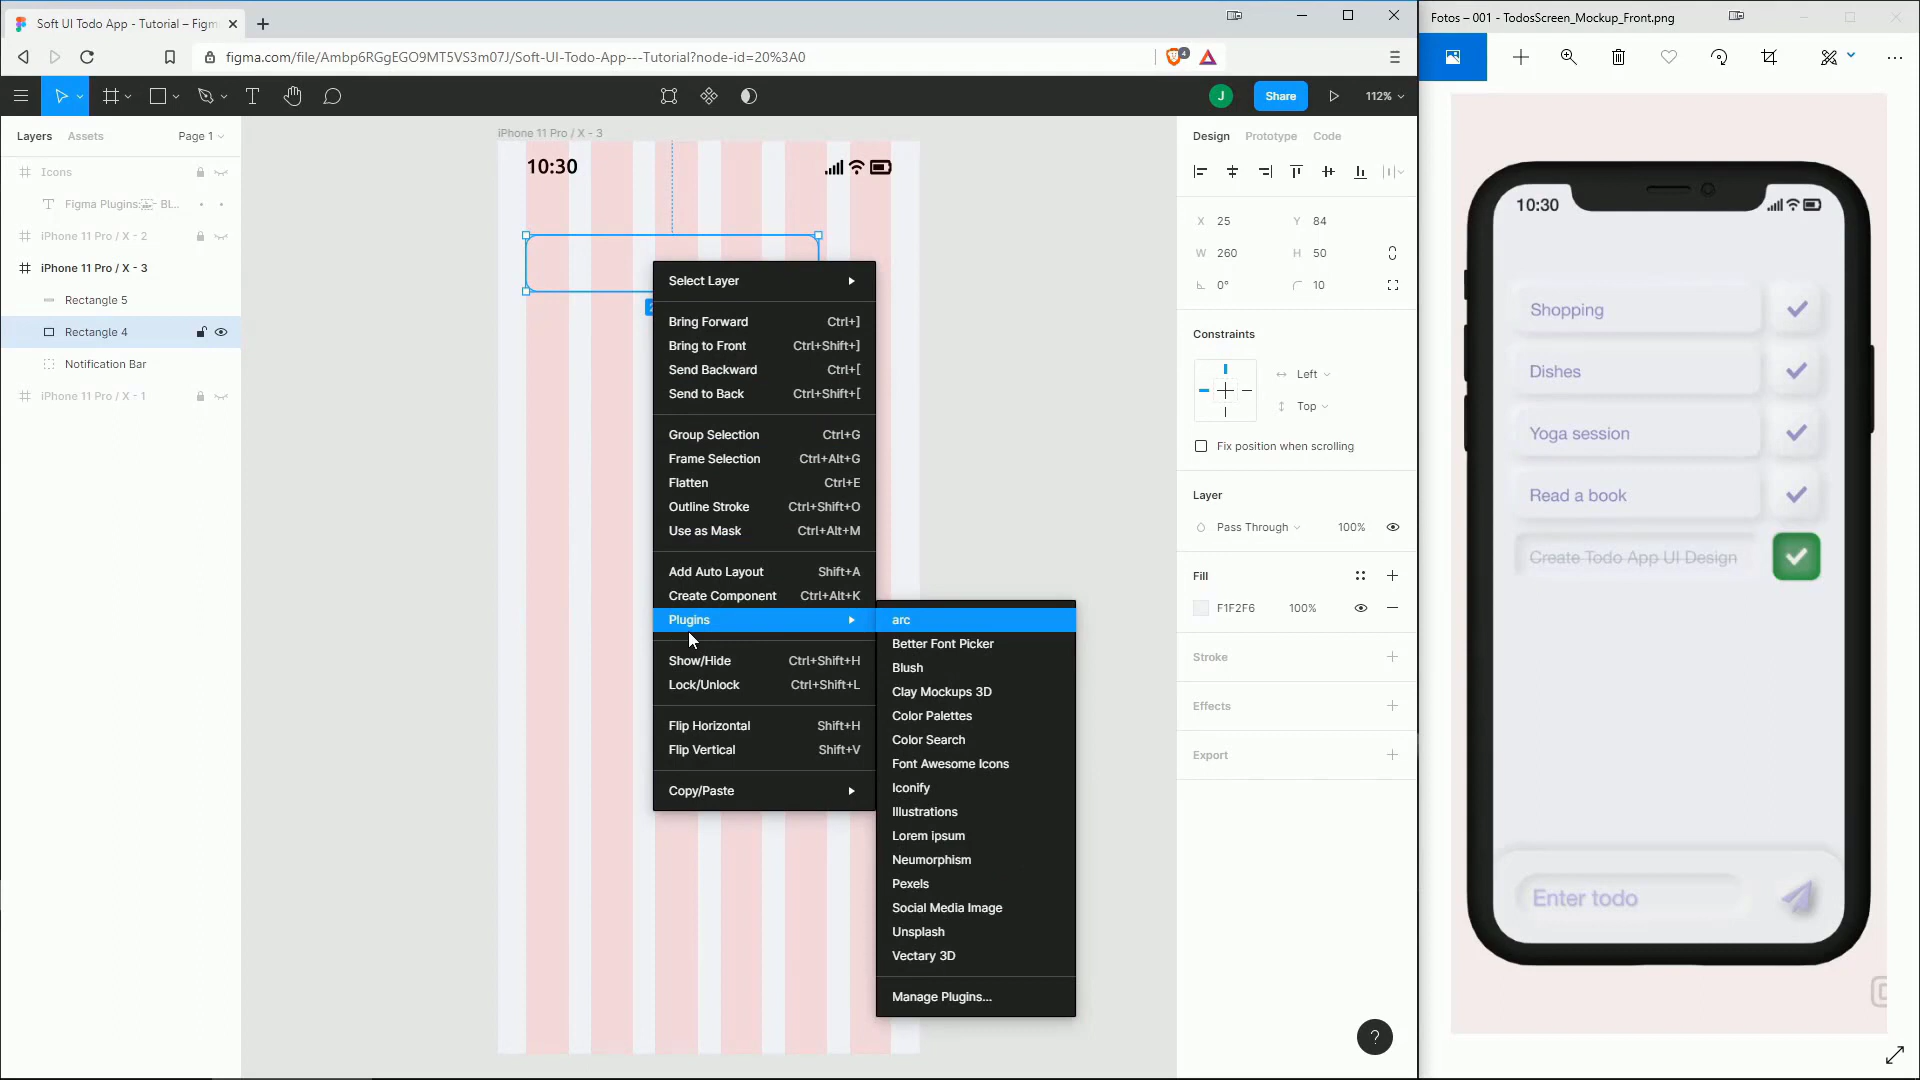 Soft UI Todo App - Tutorial – Figm
figma.com/file/Ambp6RGgEGO9MT5VS3m07J/Soft-UI-Todo-App---Tutorial?node-id=20%3A0
4
J
Share
112%
Layers
Assets
Page 1
Icons
Figma Plugins: - BL...
iPhone 11 Pro / X - 2
iPhone 11 Pro / X - 3
Rectangle 5
Rectangle 4
Notification Bar
iPhone 11 Pro / X - 1
iPhone 11 Pro / X - 3
10:30
Select Layer
Bring Forward Ctrl+]
Bring to Front Ctrl+Shift+]
Send Backward Ctrl+[
Send to Back Ctrl+Shift+[
Group Selection Ctrl+G
Frame Selection Ctrl+Alt+G
Flatten Ctrl+E
Outline Stroke Ctrl+Shift+O
Use as Mask Ctrl+Alt+M
Add Auto Layout Shift+A
Create Component Ctrl+Alt+K
Plugins
Show/Hide Ctrl+Shift+H
Lock/Unlock Ctrl+Shift+L
Flip Horizontal Shift+H
Flip Vertical Shift+V
Copy/Paste
arc
Better Font Picker
Blush
Clay Mockups 3D
Color Palettes
Color Search
Font Awesome Icons
Iconify
Illustrations
Lorem ipsum
Neumorphism
Pexels
Social Media Image
Unsplash
Vectary 3D
Manage Plugins...
Design
Prototype
Code
X 25 Y 84
W 260 H 50
0° 10
Constraints
Left
Top
Fix position when scrolling
Layer
Pass Through 100%
Fill
F1F2F6 100%
Stroke
Effects
Export
?
Fotos – 001 - TodosScreen_Mockup_Front.png
10:30
Shopping
Dishes
Yoga session
Read a book
Create Todo App UI Design
Enter todo